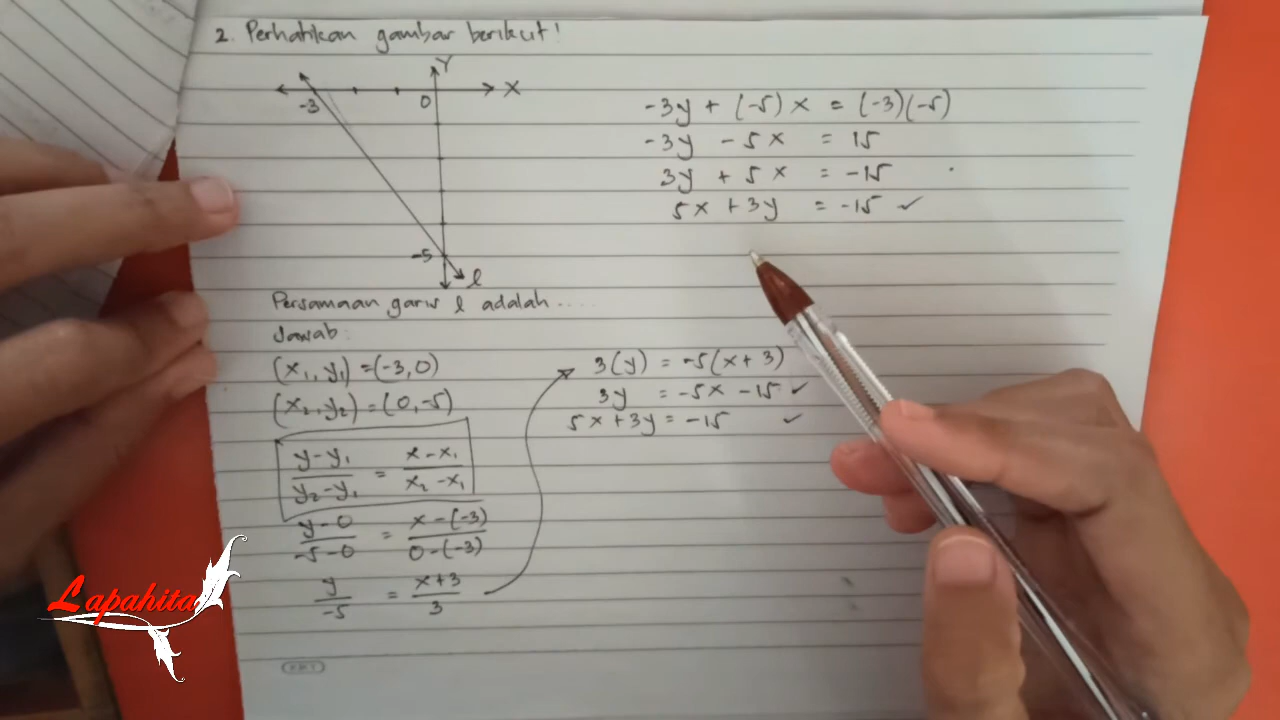 2. Perhatikan gambar berikut!
Y
X
-3
0
-5
l
Persamaan garis l adalah ....
Jawab:
(x₁, y₁) = (-3, 0)
(x₂, y₂) = (0, -5)
y - y₁ / y₂ - y₁ = x - x₁ / x₂ - x₁
y - 0 / -5 - 0 = x - (-3) / 0 - (-3)
y / -5 = x + 3 / 3
3(y) = -5(x + 3)
3y = -5x - 15 ✓
5x + 3y = -15 ✓
-3y + (-5)x = (-3)(-5)
-3y - 5x = 15
3y + 5x = -15
5x + 3y = -15 ✓
Lapahita